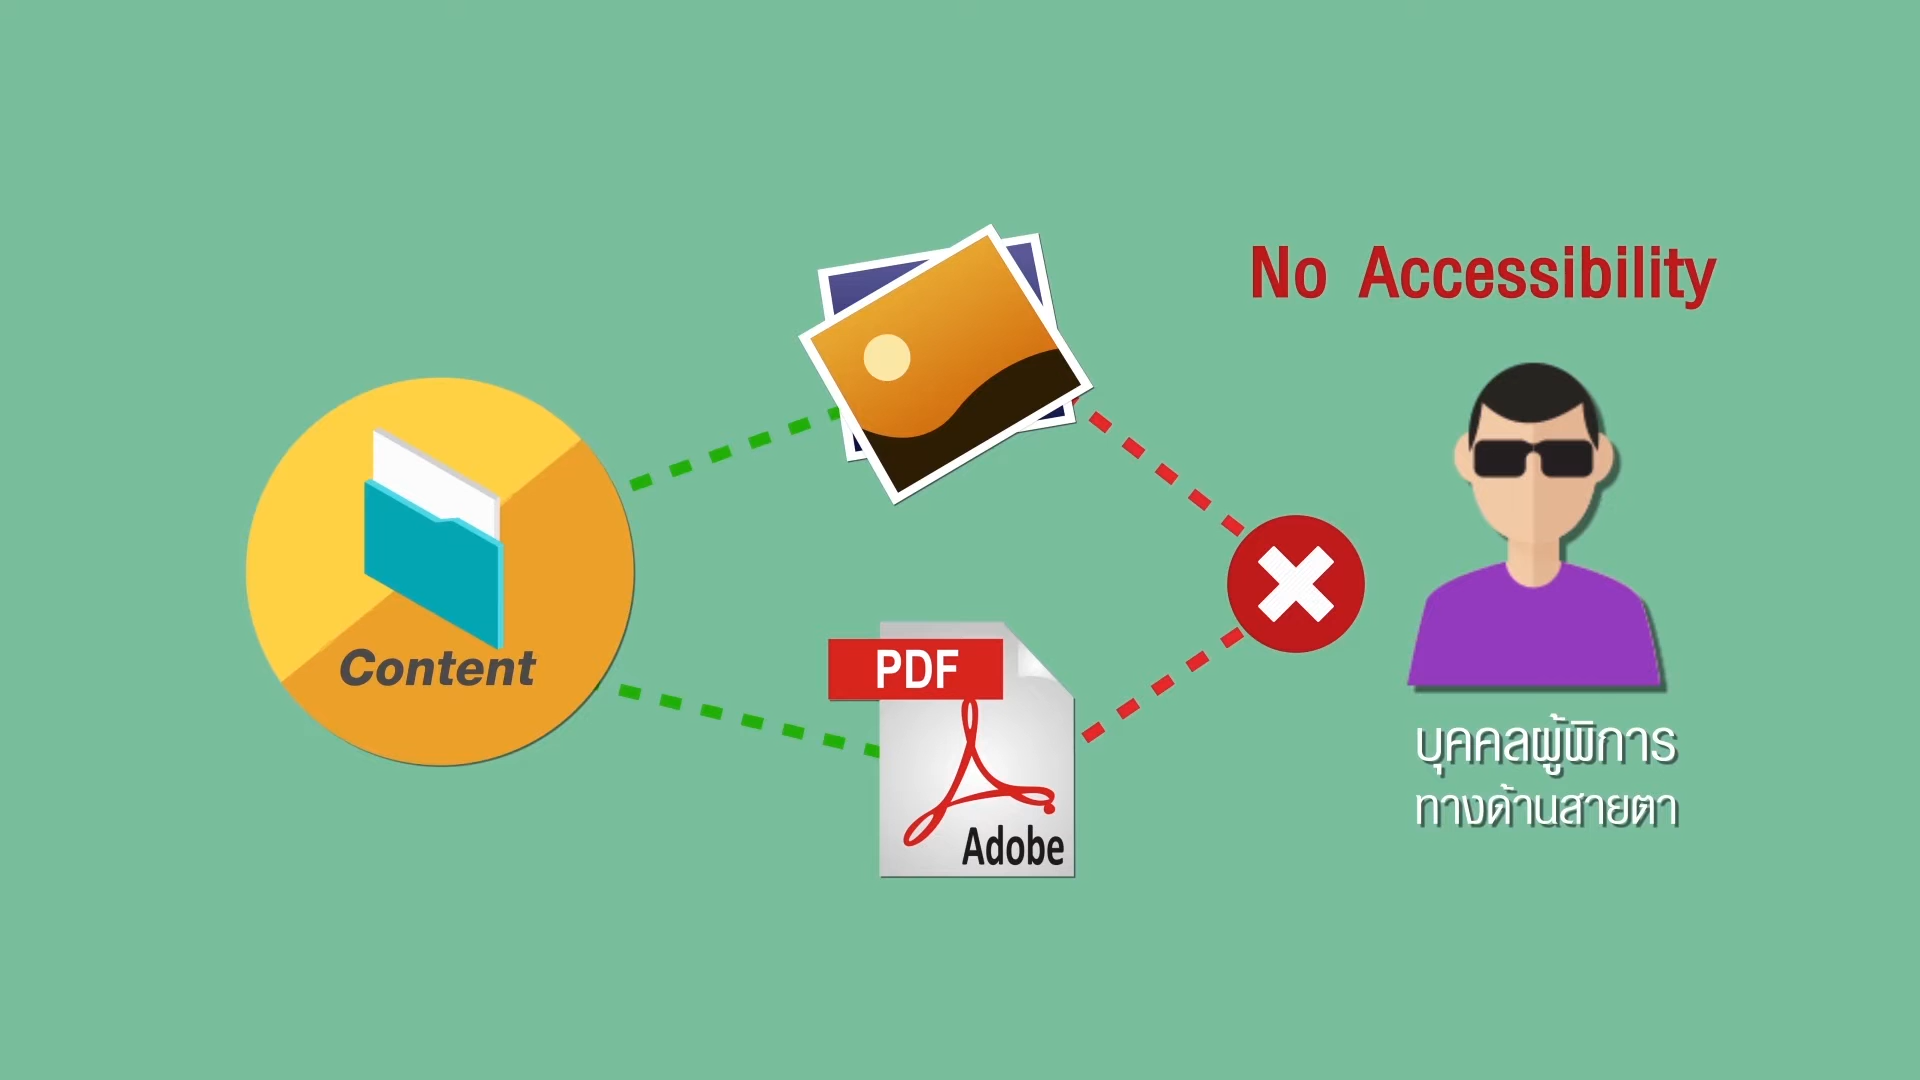 No Accessibility
Content
PDF
Adobe
บุคคลผู้พิการ
ทางด้านสายตา